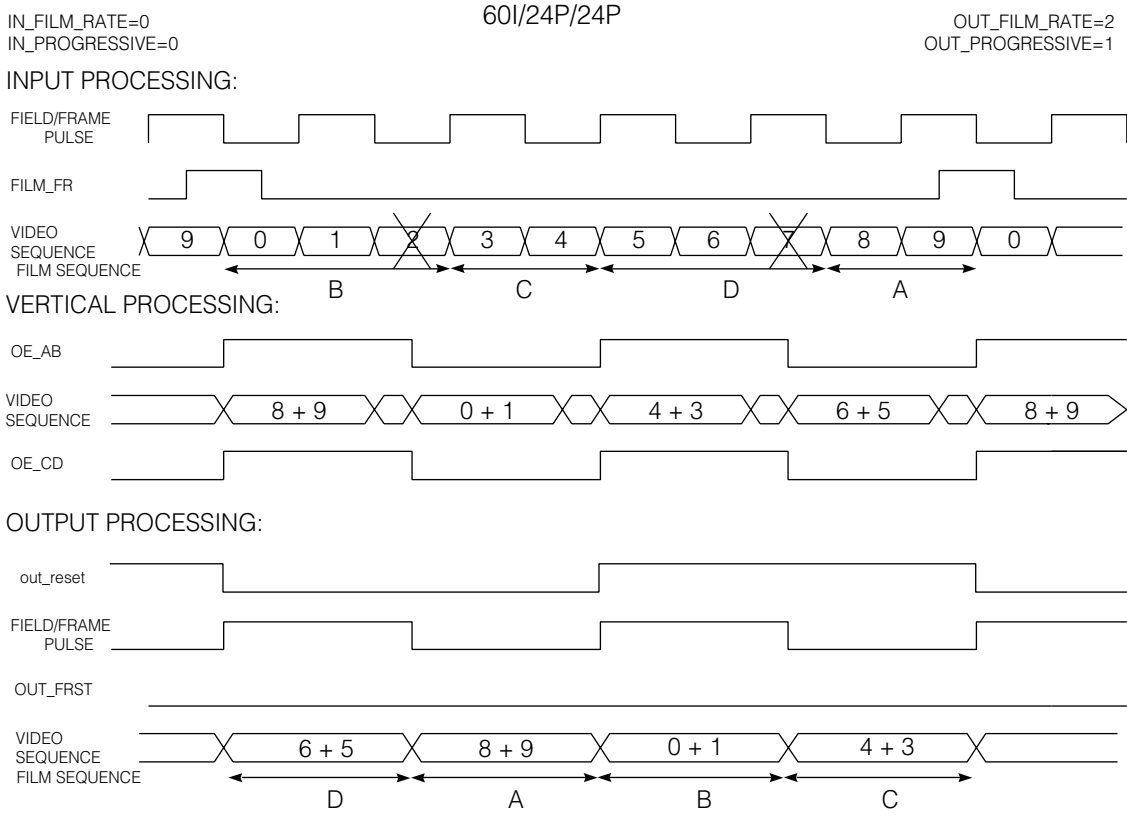 60I/24P/24P
IN_FILM_RATE=0
IN_PROGRESSIVE=0
OUT_FILM_RATE=2
OUT_PROGRESSIVE=1
INPUT PROCESSING:
FIELD/FRAME
PULSE
FILM_FR
VIDEO
SEQUENCE
9 0 1 2 3 4 5 6 7 8 9 0
FILM SEQUENCE
B C D A
VERTICAL PROCESSING:
OE_AB
VIDEO
SEQUENCE
8 + 9 0 + 1 4 + 3 6 + 5 8 + 9
OE_CD
OUTPUT PROCESSING:
out_reset
FIELD/FRAME
PULSE
OUT_FRST
VIDEO
SEQUENCE
6 + 5 8 + 9 0 + 1 4 + 3
FILM SEQUENCE
D A B C